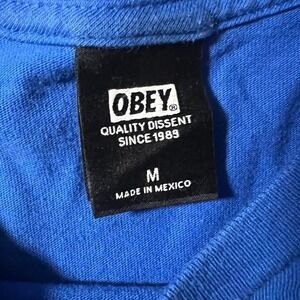 OBEY®
QUALITY DISSENT
SINCE 1989
M
MADE IN MEXICO